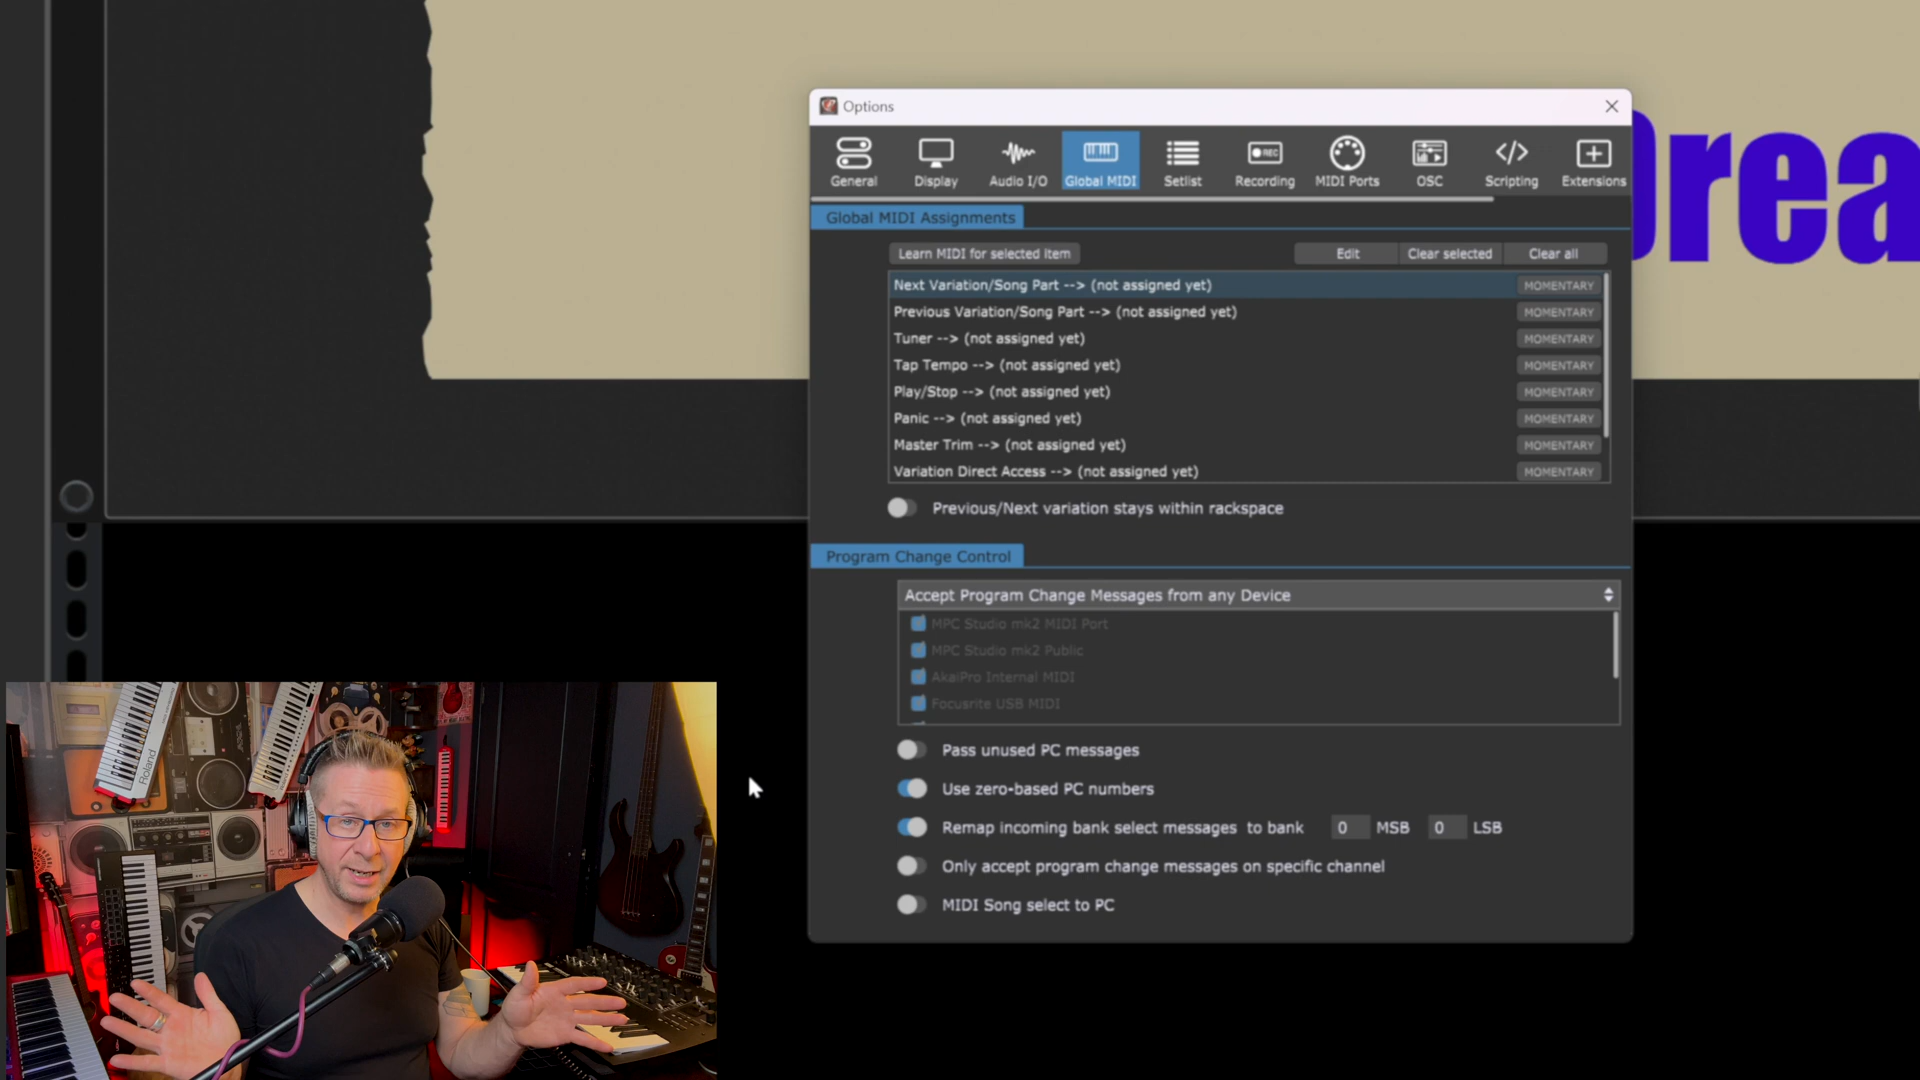 Options
Drea
General
Display
Audio I/O
Global MIDI
Setlist
REC
Recording
MIDI Ports
OSC
Scripting
Extensions
Global MIDI Assignments
Learn MIDI for selected item
Edit
Clear selected
Clear all
Next Variation/Song Part --> (not assigned yet) MOMENTARY
Previous Variation/Song Part --> (not assigned yet) MOMENTARY
Tuner --> (not assigned yet) MOMENTARY
Tap Tempo --> (not assigned yet) MOMENTARY
Play/Stop --> (not assigned yet) MOMENTARY
Panic --> (not assigned yet) MOMENTARY
Master Trim --> (not assigned yet) MOMENTARY
Variation Direct Access --> (not assigned yet) MOMENTARY
Previous/Next variation stays within rackspace
Program Change Control
Accept Program Change Messages from any Device
MPC Studio mk2 MIDI Port
MPC Studio mk2 Public
AkaiPro Internal MIDI
Focusrite USB MIDI
Pass unused PC messages
Use zero-based PC numbers
Remap incoming bank select messages to bank 0 MSB 0 LSB
Only accept program change messages on specific channel
MIDI Song select to PC
Roland